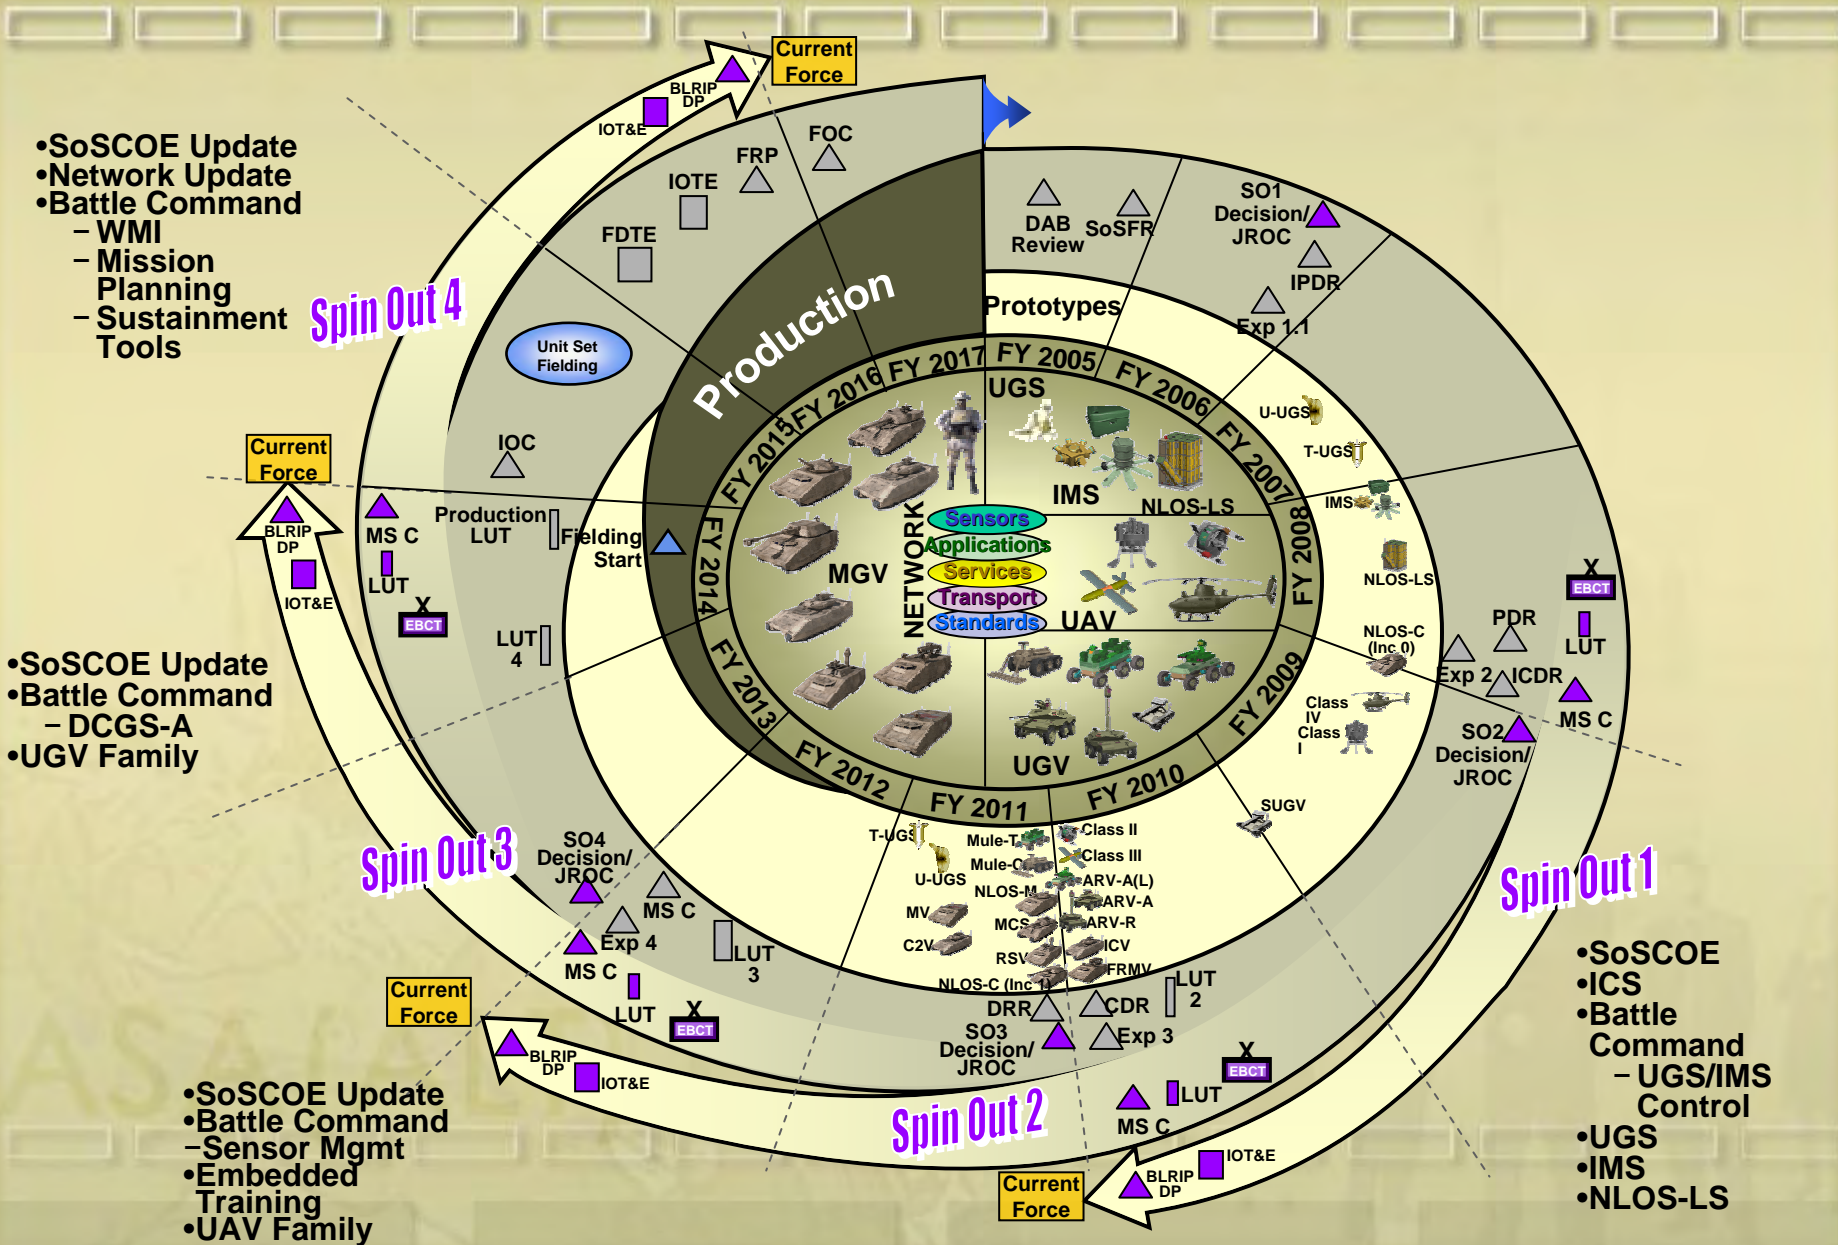 Current
Force
BLRIP
DP
IOT&E
•SoSCOE Update
•Network Update
•Battle Command
– WMI
– Mission
Planning
– Sustainment
Tools
Spin Out 4
FOC
FRP
IOTE
FDTE
Unit Set
Fielding
IOC
Production
Prototypes
DAB
Review
SoSFR
SO1
Decision/
JROC
IPDR
Exp 1.1
FY 2005
FY 2006
FY 2007
FY 2008
FY 2009
FY 2010
FY 2011
FY 2012
FY 2013
FY 2014
FY 2015
FY 2016
FY 2017
UGS
IMS
NLOS-LS
NETWORK
Sensors
Applications
Services
Transport
Standards
MGV
UAV
UGV
U-UGS
T-UGS
IMS
NLOS-LS
NLOS-C
(Inc 0)
Class
IV
Class
I
SUGV
X
EBCT
LUT
PDR
Exp 2
ICDR
MS C
SO2
Decision/
JROC
Spin Out 1
•SoSCOE
•ICS
•Battle
Command
– UGS/IMS
Control
•UGS
•IMS
•NLOS-LS
Current
Force
BLRIP
DP
IOT&E
MS C
LUT
X
EBCT
Production
LUT
Fielding
Start
LUT
4
•SoSCOE Update
•Battle Command
– DCGS-A
•UGV Family
Spin Out 3
SO4
Decision/
JROC
MS C
Exp 4
MS C
LUT
3
LUT
X
EBCT
T-UGS
U-UGS
MV
C2V
Mule-T
Mule-C
NLOS-M
MCS
RSV
NLOS-C (Inc 1)
Class II
Class III
ARV-A(L)
ARV-A
ARV-R
ICV
FRMV
DRR
CDR
LUT
2
SO3
Decision/
JROC
Exp 3
X
EBCT
LUT
MS C
Spin Out 2
Current
Force
BLRIP
DP
IOT&E
•SoSCOE Update
•Battle Command
–Sensor Mgmt
•Embedded
Training
•UAV Family
Current
Force
BLRIP
DP
IOT&E